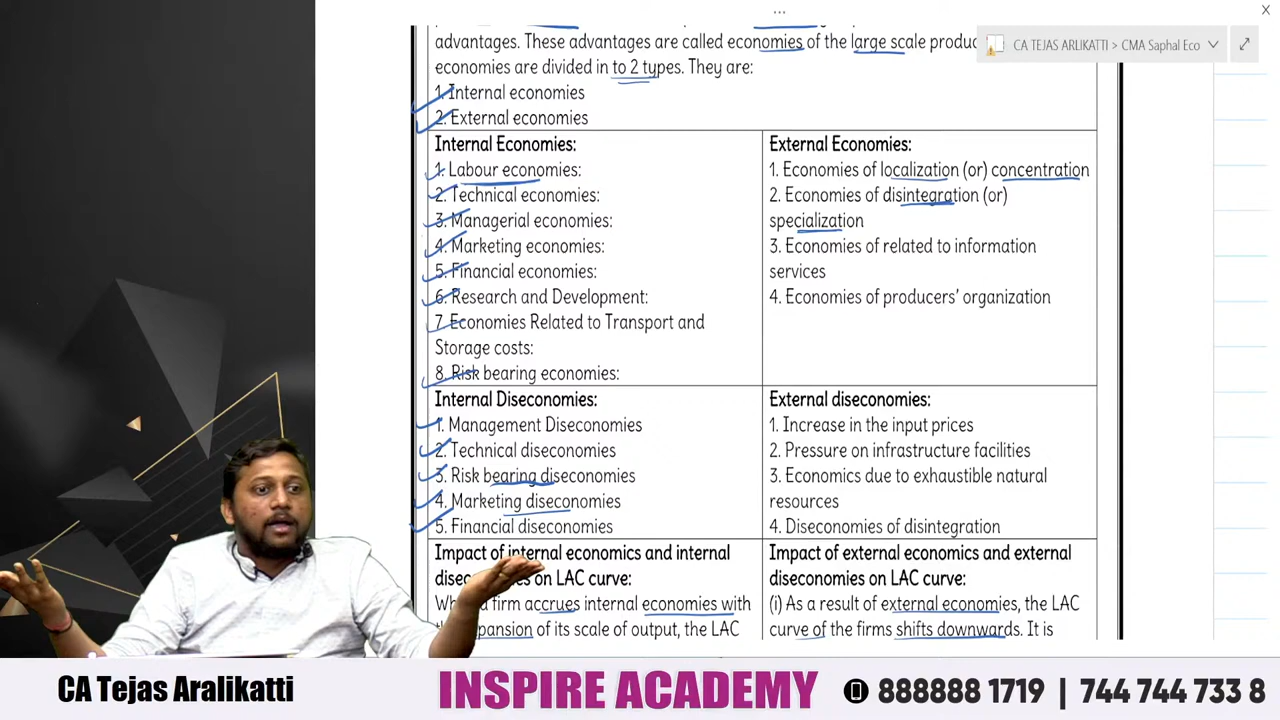 advantages. These advantages are called economies of the large scale
CA TEJAS ARLIKATTI > CMA Saphal Eco
economies are divided in to 2 types. They are:
1. Internal economies
2. External economies
Internal Economies:
1. Labour economies:
2. Technical economies:
3. Managerial economies:
4. Marketing economies:
5. Financial economies:
6. Research and Development:
7. Economies Related to Transport and
Storage costs:
8. Risk bearing economies:
External Economies:
1. Economies of localization (or) concentration
2. Economies of disintegration (or)
specialization
3. Economies of related to information
services
4. Economies of producers' organization
Internal Diseconomies:
1. Management Diseconomies
2. Technical diseconomies
3. Risk bearing diseconomies
4. Marketing diseconomies
5. Financial diseconomies
External diseconomies:
1. Increase in the input prices
2. Pressure on infrastructure facilities
3. Economics due to exhaustible natural
resources
4. Diseconomies of disintegration
Impact of internal economics and internal
on LAC curve:
firm accrues internal economies with
of its scale of output, the LAC
Impact of external economics and external
diseconomies on LAC curve:
(i) As a result of external economies, the LAC
curve of the firms shifts downwards. It is
CA Tejas Aralikatti
INSPIRE ACADEMY
888888 1719 | 744 744 733 8